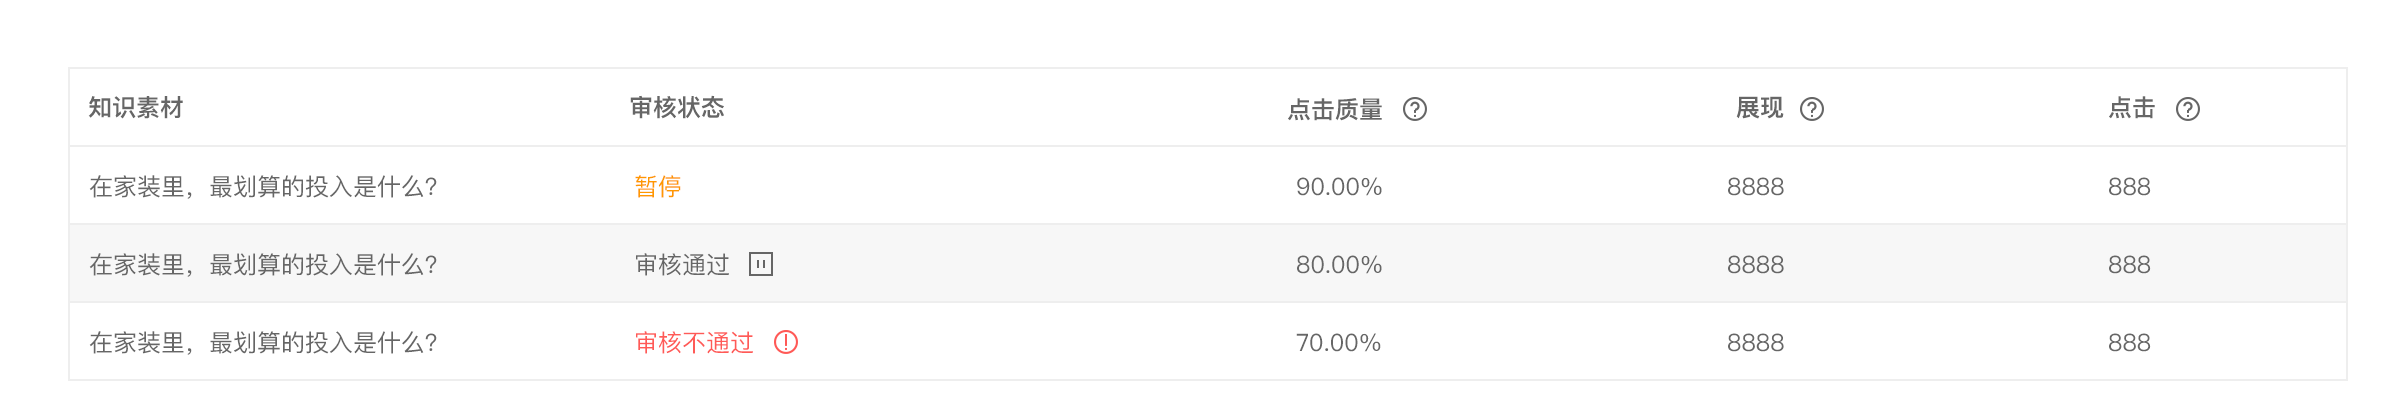 知识素材 审核状态 点击质量 展现 点击
在家装里，最划算的投入是什么？ 暂停 90.00% 8888 888
在家装里，最划算的投入是什么？ 审核通过 80.00% 8888 888
在家装里，最划算的投入是什么？ 审核不通过 70.00% 8888 888